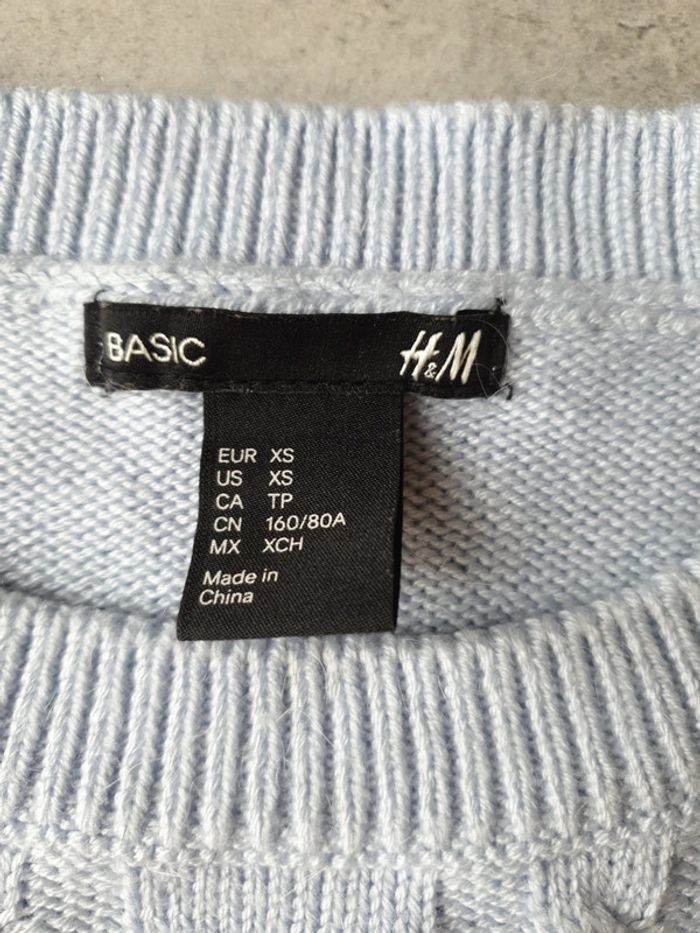 BASIC H&M
EUR XS
US XS
CA TP
CN 160/80A
MX XCH
Made in
China